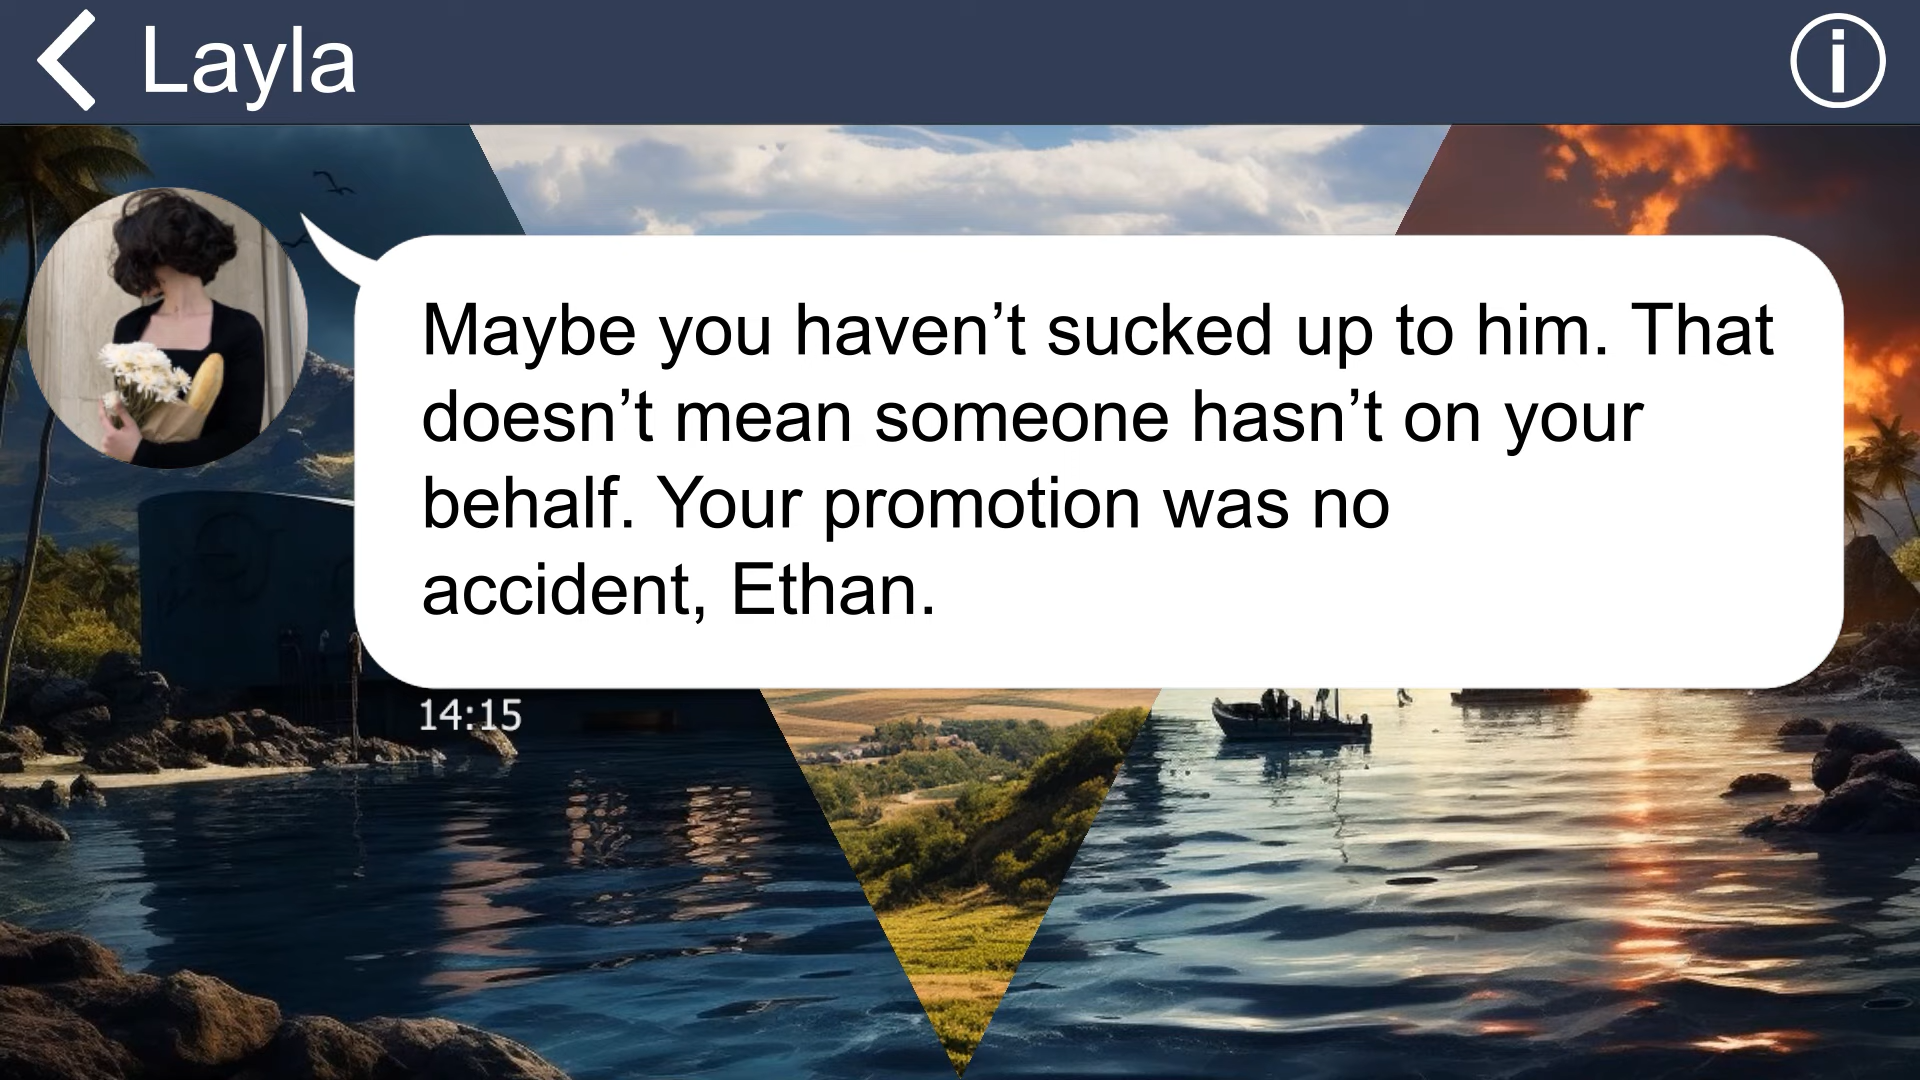 Layla
Maybe you haven’t sucked up to him. That
doesn’t mean someone hasn’t on your
behalf. Your promotion was no
accident, Ethan.
14:15